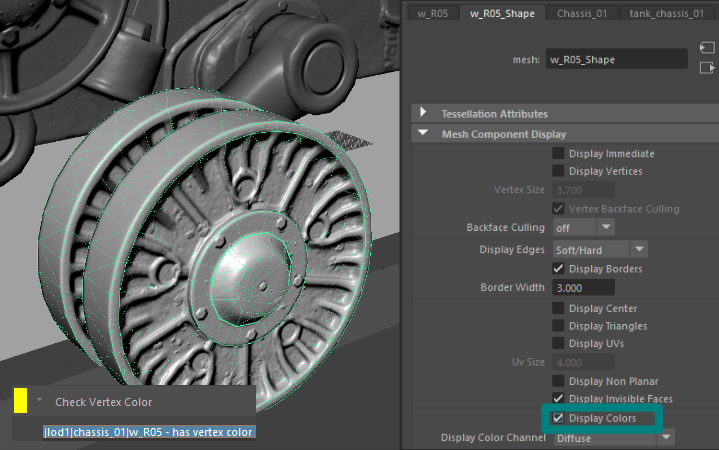 w_R05 w_R05_Shape Chassis_01 tank_chassis_01
mesh: w_R05_Shape
Tessellation Attributes
Mesh Component Display
Display Immediate
Display Vertices
Vertex Size 3.700
Vertex Backface Culling
Backface Culling off
Display Edges Soft/Hard
Display Borders
Border Width 3.000
Display Center
Display Triangles
Display UVs
Uv Size 4.000
Display Non Planar
Display Invisible Faces
Display Colors
Display Color Channel Diffuse
Check Vertex Color
|lod1|chassis_01|w_R05 - has vertex color